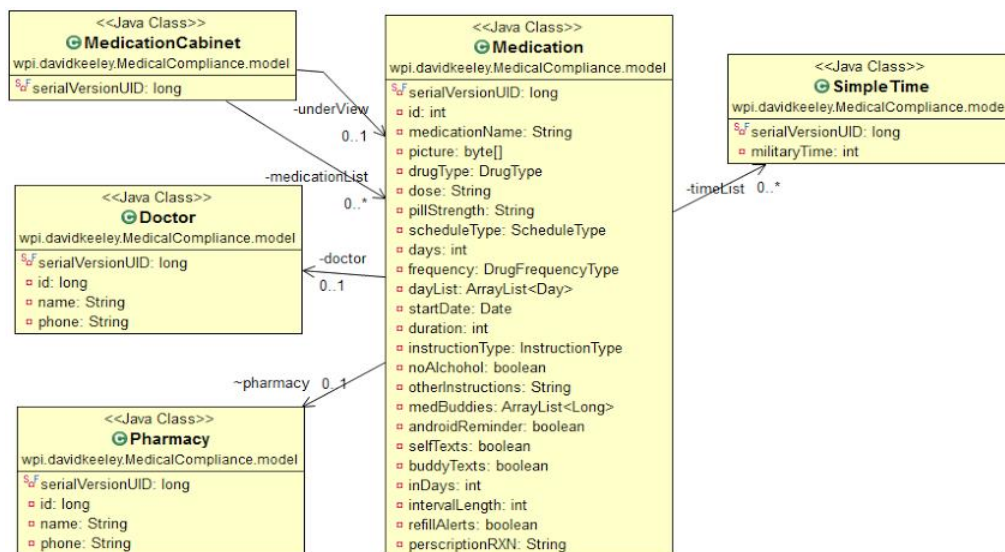 <<Java Class>>
MedicationCabinet
wpi.davidkeeley.MedicalCompliance.model
serialVersionUID: long
-underView
0..1
-medicationList
0..*
<<Java Class>>
Doctor
wpi.davidkeeley.MedicalCompliance.model
serialVersionUID: long
id: long
name: String
phone: String
-doctor
0..1
~pharmacy 0..1
<<Java Class>>
Pharmacy
wpi.davidkeeley.MedicalCompliance.model
serialVersionUID: long
id: long
name: String
phone: String
<<Java Class>>
Medication
wpi.davidkeeley.MedicalCompliance.model
serialVersionUID: long
id: int
medicationName: String
picture: byte[]
drugType: DrugType
dose: String
pillStrength: String
scheduleType: ScheduleType
days: int
frequency: DrugFrequencyType
dayList: ArrayList<Day>
startDate: Date
duration: int
instructionType: InstructionType
noAlchohol: boolean
otherInstructions: String
medBuddies: ArrayList<Long>
androidReminder: boolean
selfTexts: boolean
buddyTexts: boolean
inDays: int
intervalLength: int
refillAlerts: boolean
perscriptionRXN: String
<<Java Class>>
SimpleTime
wpi.davidkeeley.MedicalCompliance.model
serialVersionUID: long
militaryTime: int
-timeList 0..*